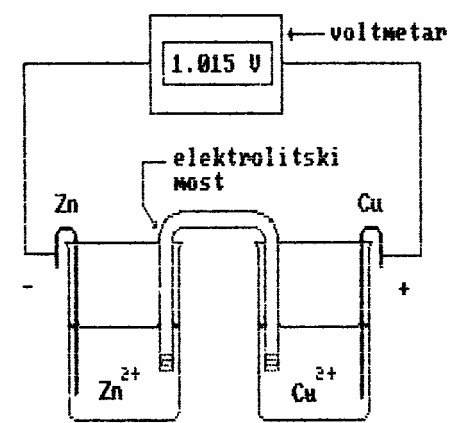 voltmetar
1.015 V
elektrolitski
most
Zn
Cu
-
+
Zn2+
Cu2+